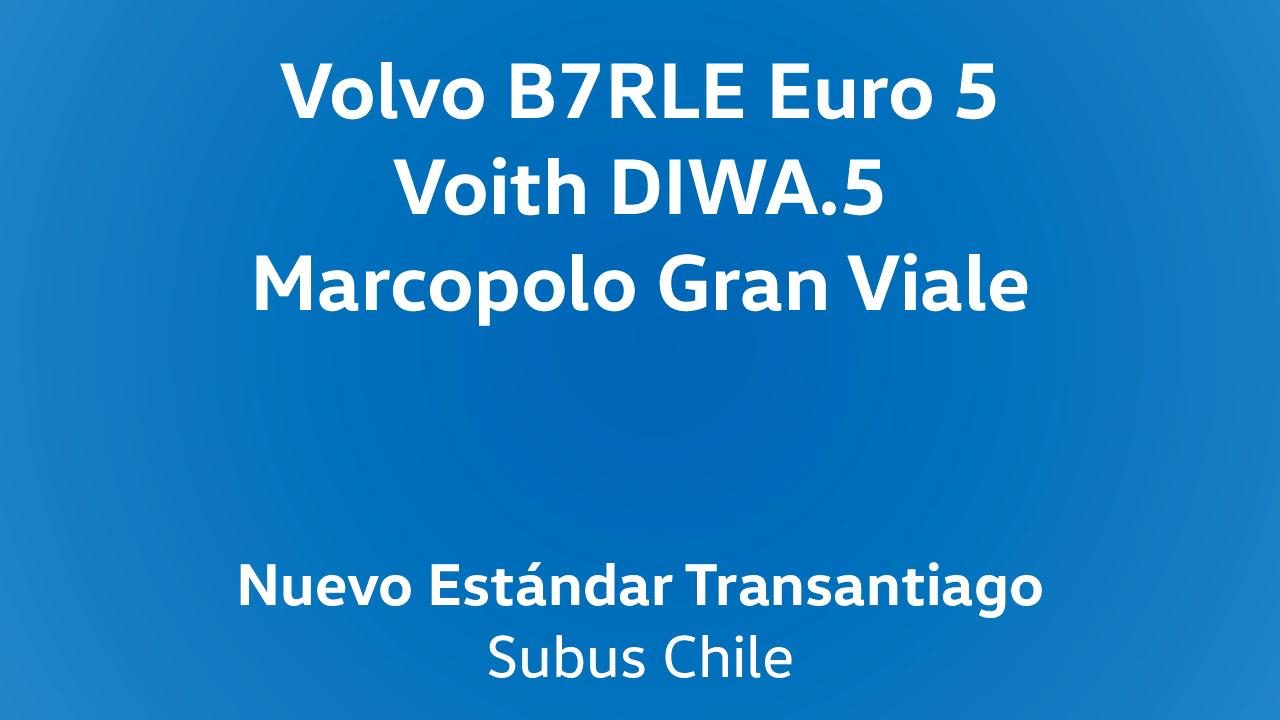 Volvo B7RLE Euro 5
Voith DIWA.5
Marcopolo Gran Viale
Nuevo Estándar Transantiago
Subus Chile